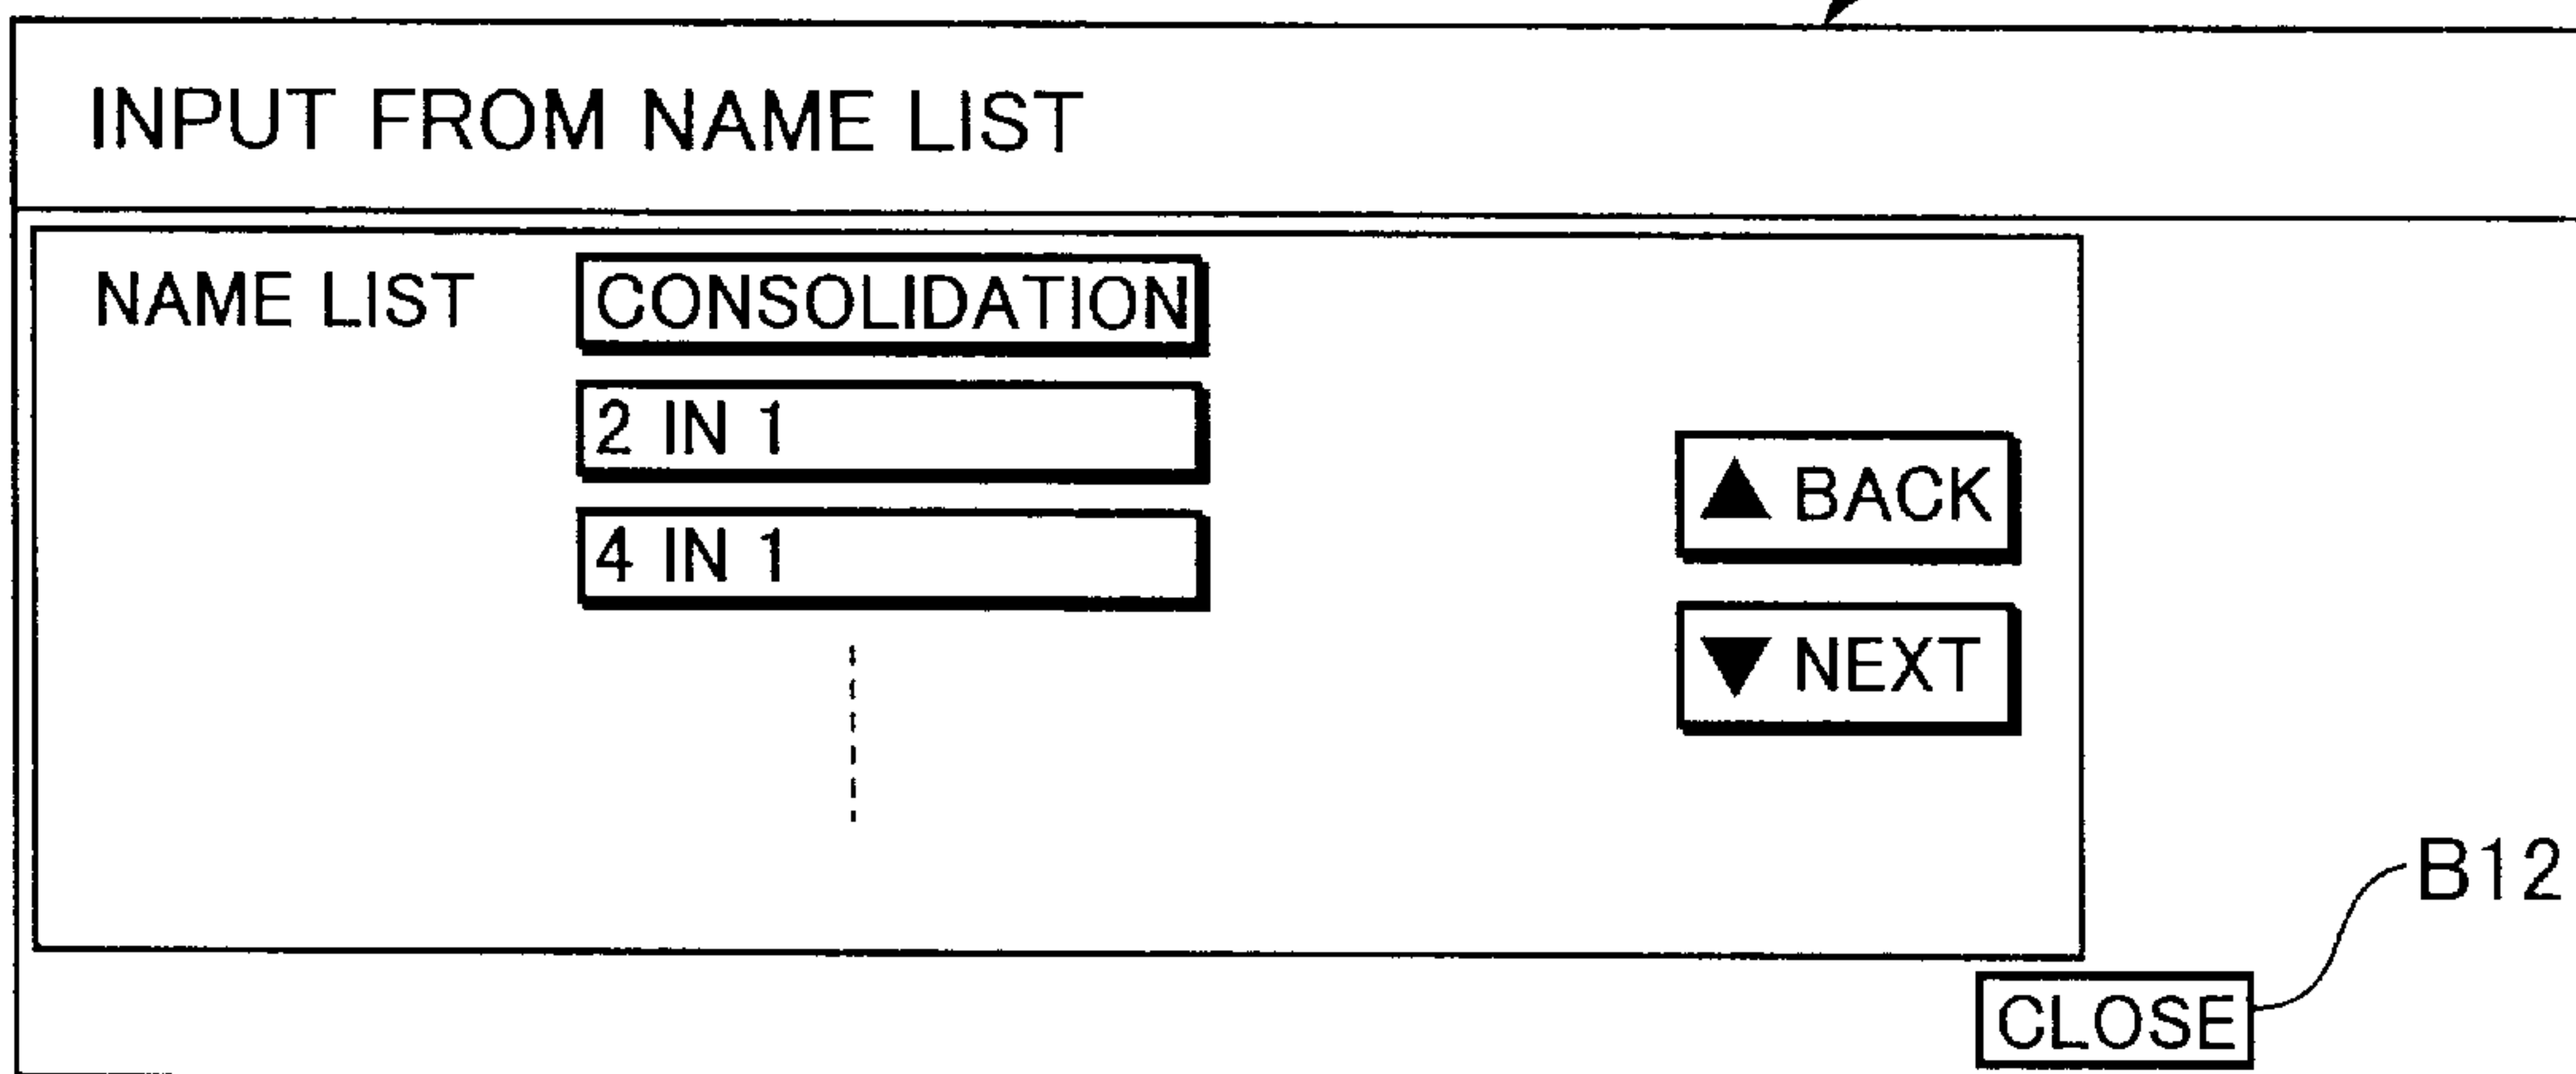 INPUT FROM NAME LIST
NAME LIST
CONSOLIDATION
2 IN 1
4 IN 1
▲ BACK
▼ NEXT
B12
CLOSE